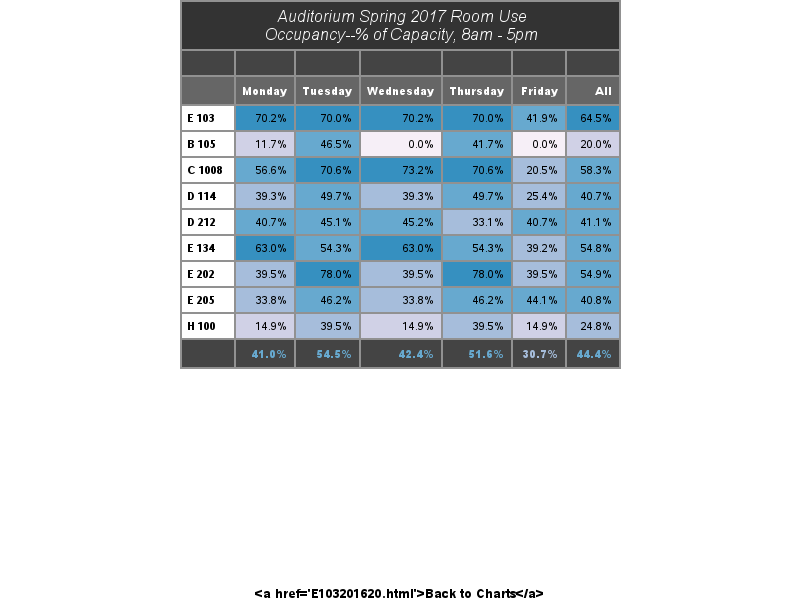 Auditorium Spring 2017 Room Use
Occupancy--% of Capacity, 8am - 5pm
Monday Tuesday Wednesday Thursday Friday All
E 103 70.2% 70.0% 70.2% 70.0% 41.9% 64.5%
B 105 11.7% 46.5% 0.0% 41.7% 0.0% 20.0%
C 1008 56.6% 70.6% 73.2% 70.6% 20.5% 58.3%
D 114 39.3% 49.7% 39.3% 49.7% 25.4% 40.7%
D 212 40.7% 45.1% 45.2% 33.1% 40.7% 41.1%
E 134 63.0% 54.3% 63.0% 54.3% 39.2% 54.8%
E 202 39.5% 78.0% 39.5% 78.0% 39.5% 54.9%
E 205 33.8% 46.2% 33.8% 46.2% 44.1% 40.8%
H 100 14.9% 39.5% 14.9% 39.5% 14.9% 24.8%
41.0% 54.5% 42.4% 51.6% 30.7% 44.4%
&lt;a href='E103201620.html'&gt;Back to Charts&lt;/a&gt;